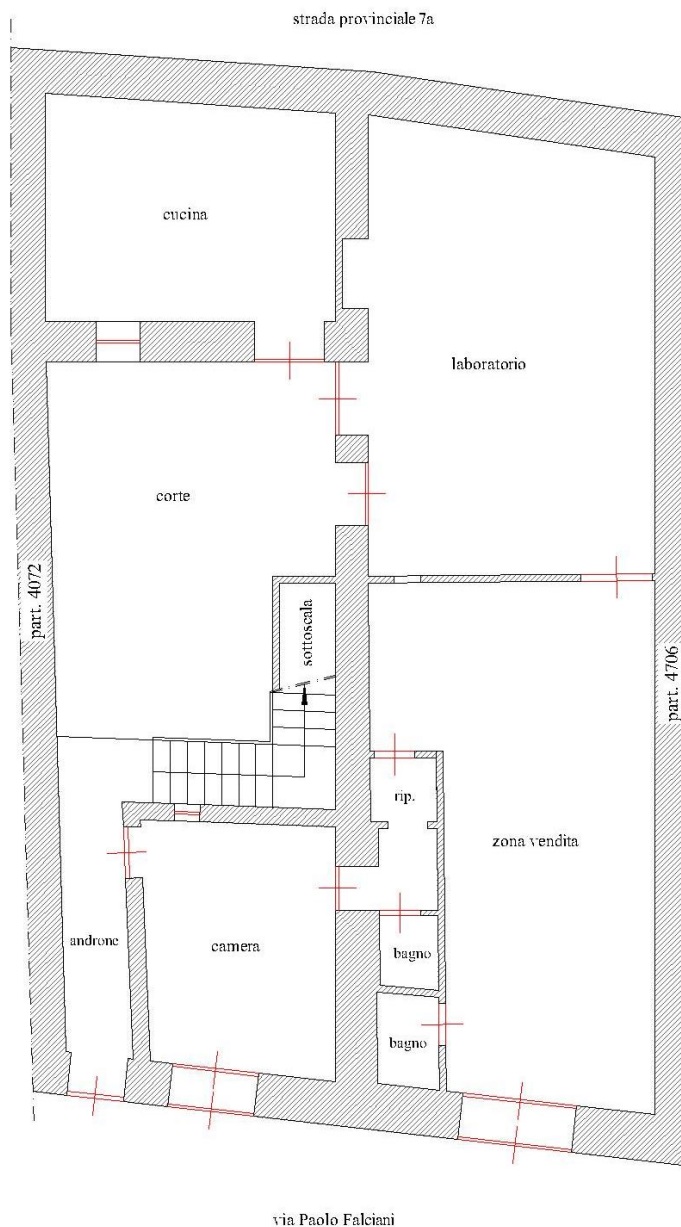 strada provinciale 7a
cucina
laboratorio
corte
part. 4072
sottoscala
part. 4706
rip.
zona vendita
androne
camera
bagno
bagno
via Paolo Falciani